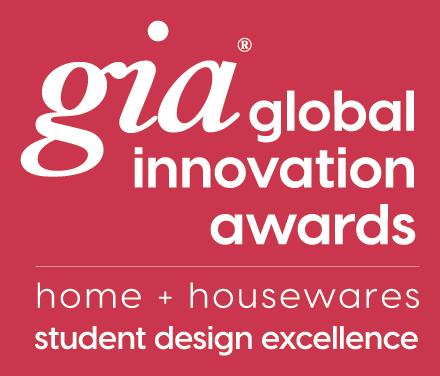 gia® global
innovation
awards
home + housewares
student design excellence